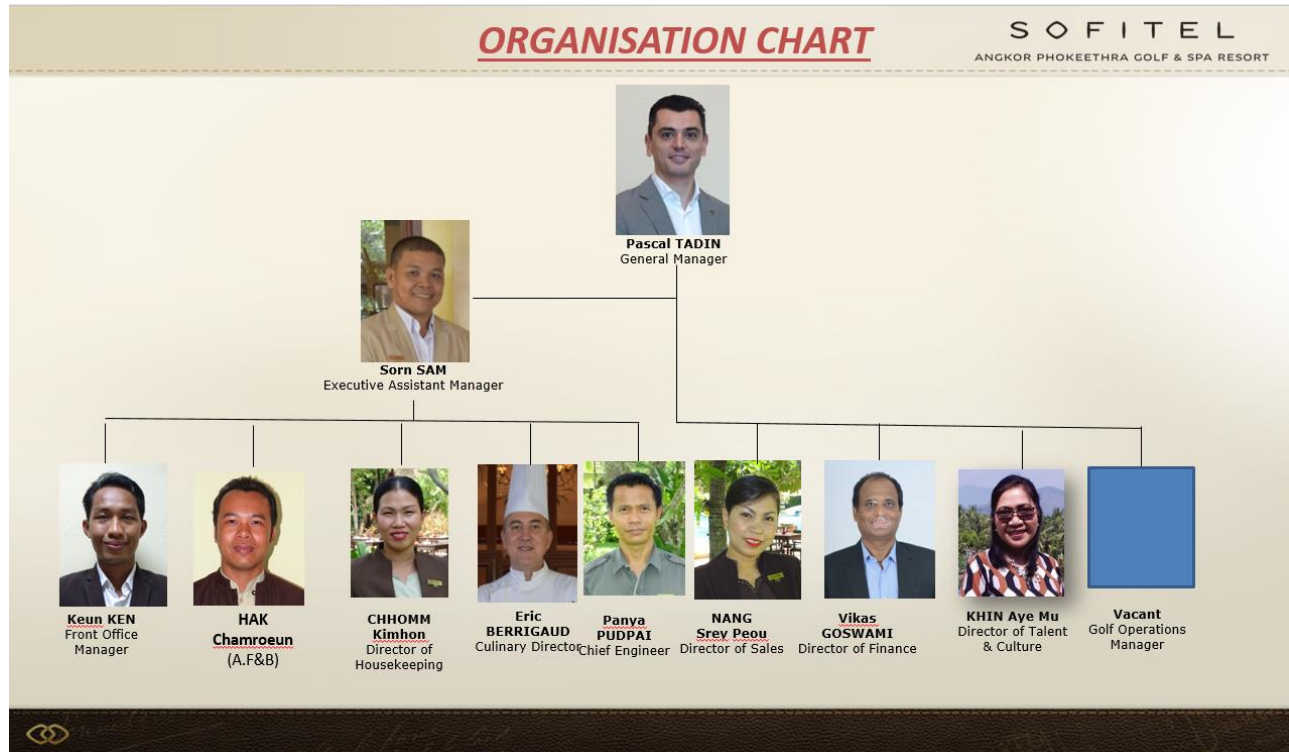 ORGANISATION CHART
SOFITEL
ANGKOR PHOKEETHRA GOLF & SPA RESORT
Pascal TADIN
General Manager
Sorn SAM
Executive Assistant Manager
Keun KEN
Front Office
Manager
HAK
Chamroeun
(A.F&B)
CHHOMM
Kimhon
Director of
Housekeeping
Eric
BERRIGAUD
Culinary Director
Panya
PUDPAI
Chief Engineer
NANG
Srey Peou
Director of Sales
Vikas
GOSWAMI
Director of Finance
KHIN Aye Mu
Director of Talent
& Culture
Vacant
Golf Operations
Manager